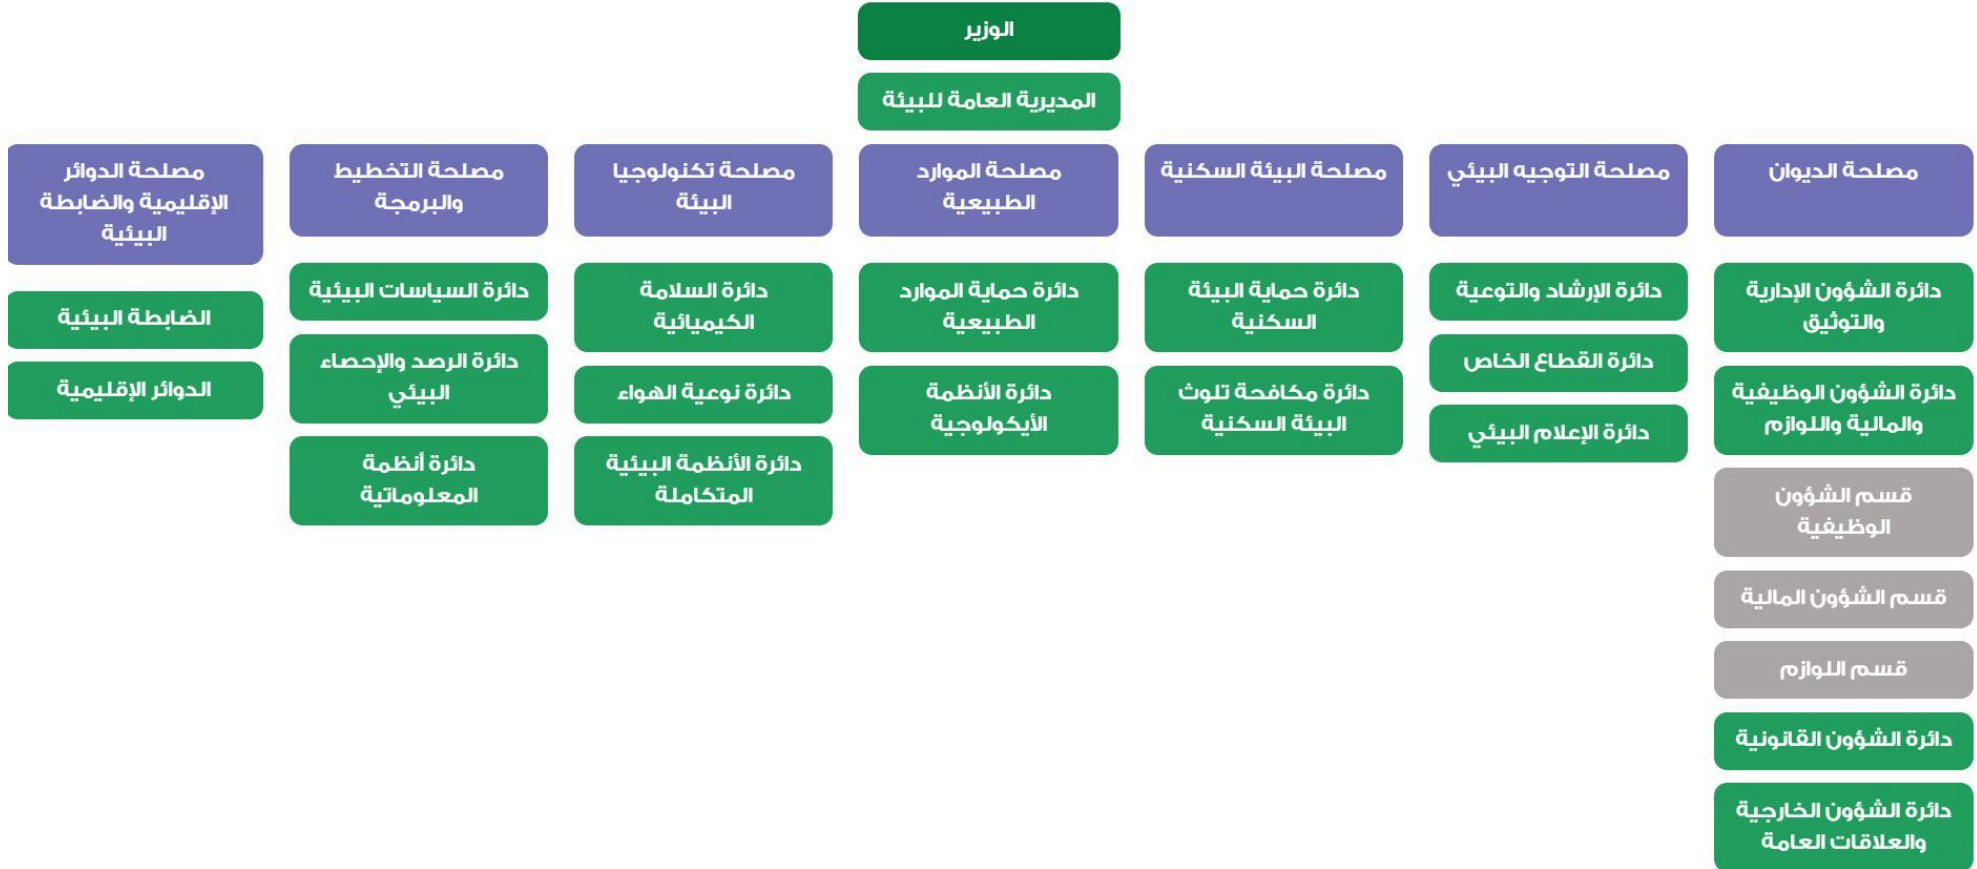 الوزير
المديرية العامة للبيئة
مصلحة الديوان
دائرة الشؤون الإدارية
والتوثيق
دائرة الشؤون الوظيفية
والمالية واللوازم
قسم الشؤون
الوظيفية
قسم الشؤون المالية
قسم اللوازم
دائرة الشؤون القانونية
دائرة الشؤون الخارجية
والعلاقات العامة
مصلحة التوجيه البيئي
دائرة الإرشاد والتوعية
دائرة القطاع الخاص
دائرة الإعلام البيئي
مصلحة البيئة السكنية
دائرة حماية البيئة
السكنية
دائرة مكافحة تلوث
البيئة السكنية
مصلحة الموارد
الطبيعية
دائرة حماية الموارد
الطبيعية
دائرة الأنظمة
الأيكولوجية
مصلحة تكنولوجيا
البيئة
دائرة السلامة
الكيميائية
دائرة نوعية الهواء
دائرة الأنظمة البيئية
المتكاملة
مصلحة التخطيط
والبرمجة
دائرة السياسات البيئية
دائرة الرصد والإحصاء
البيئي
دائرة أنظمة
المعلوماتية
مصلحة الدوائر
الإقليمية والضابطة
البيئية
الضابطة البيئية
الدوائر الإقليمية